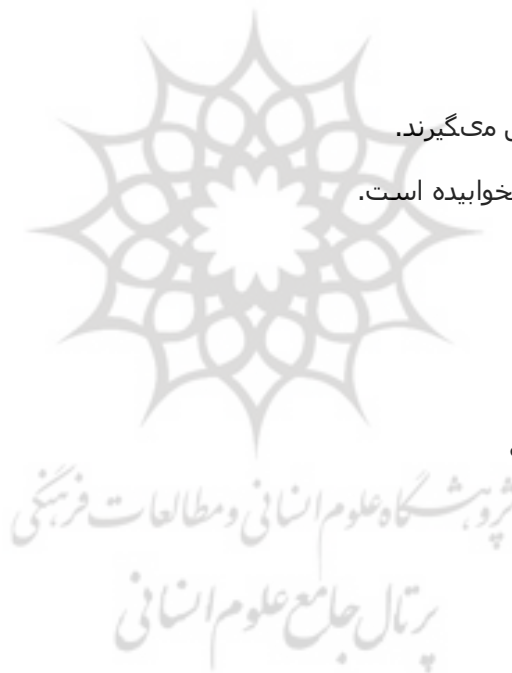 می‌گیرند.
خوابیده است.
پژوهشگاه علوم انسانی و مطالعات فرهنگی
پرتال جامع علوم انسانی